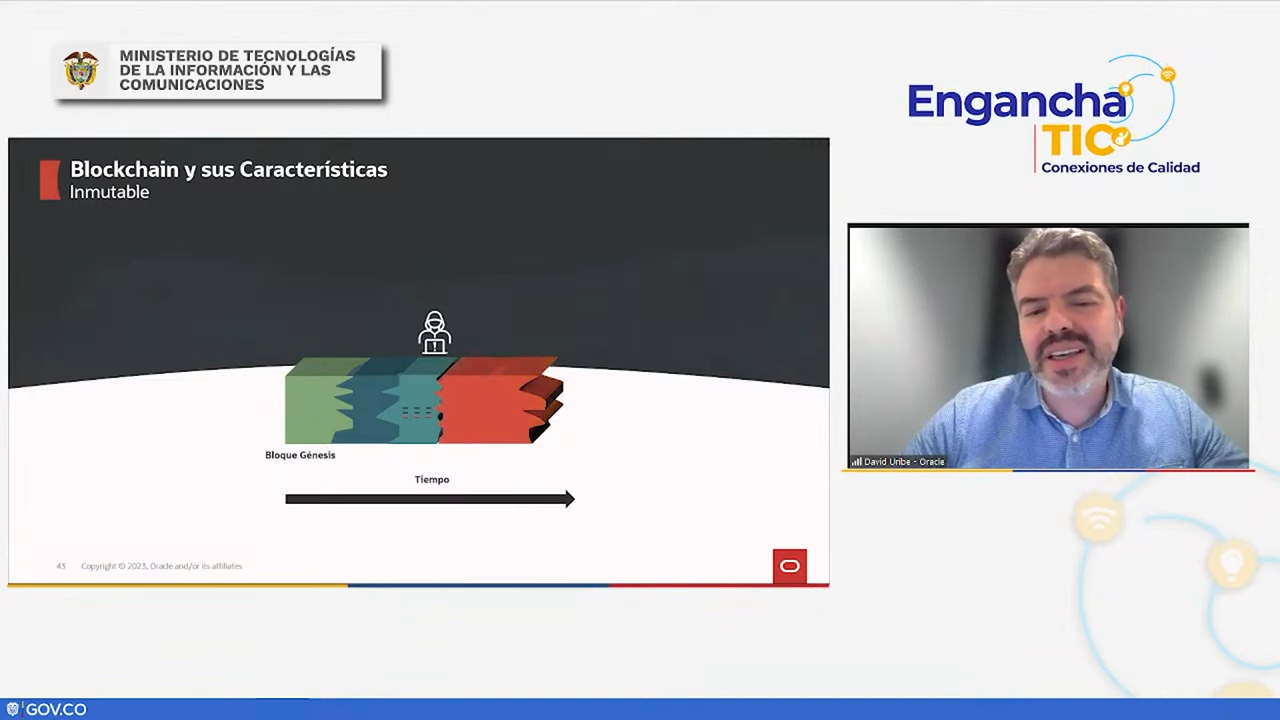 MINISTERIO DE TECNOLOGÍAS
DE LA INFORMACIÓN Y LAS
COMUNICACIONES
Engancha
TIC
Conexiones de Calidad
Blockchain y sus Características
Inmutable
Bloque Génesis
Tiempo
43 Copyright © 2023, Oracle and/or its affiliates
David Uribe - Oracle
GOV.CO